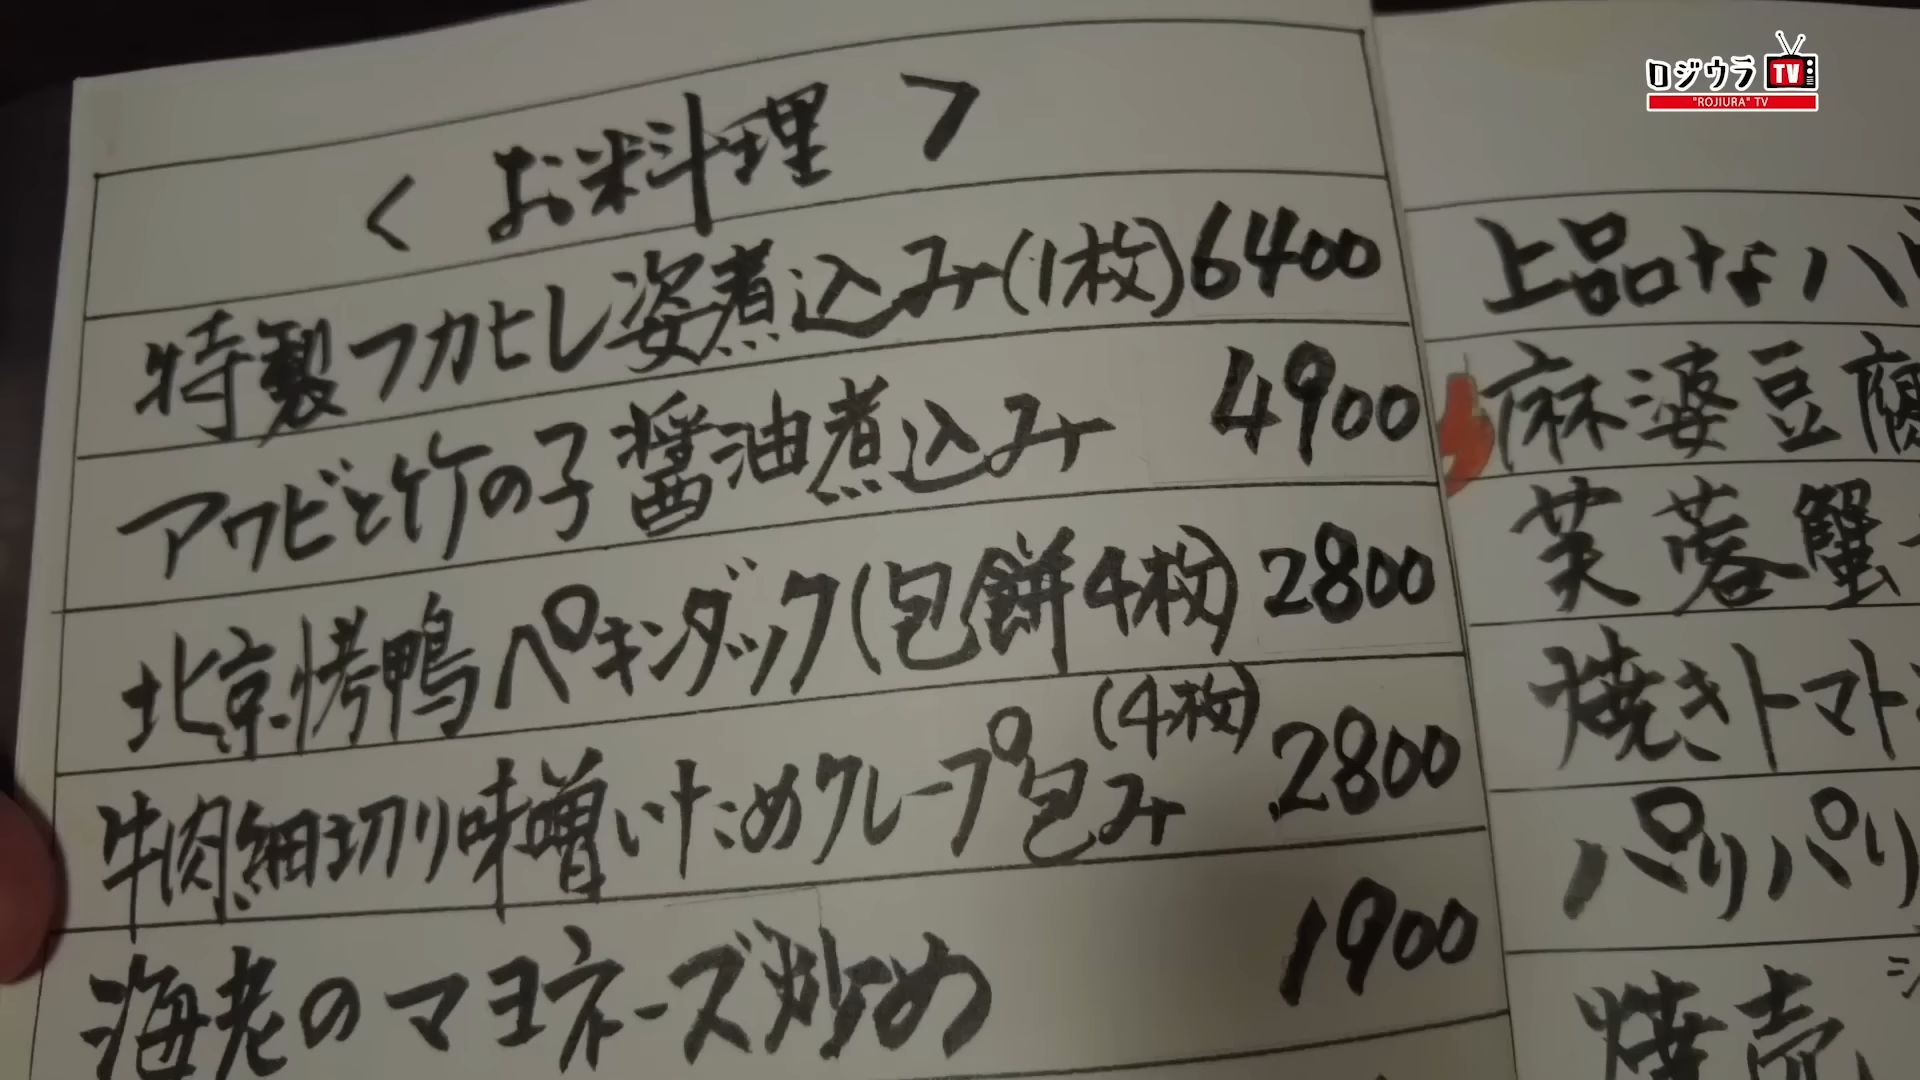 <お料理>
特製フカヒレ姿煮込み(1枚)6400
アワビと竹の子醤油煮込み 4900
北京烤鴨ペキンダック(包餅4枚)2800
牛肉細切り味噌いためクレープ包み(4枚)2800
海老のマヨネーズ炒め 1900
上品な
麻婆豆腐
芙蓉蟹
焼きトマト
パリパリ
焼売
ロジウラTV
"ROJIURA" TV